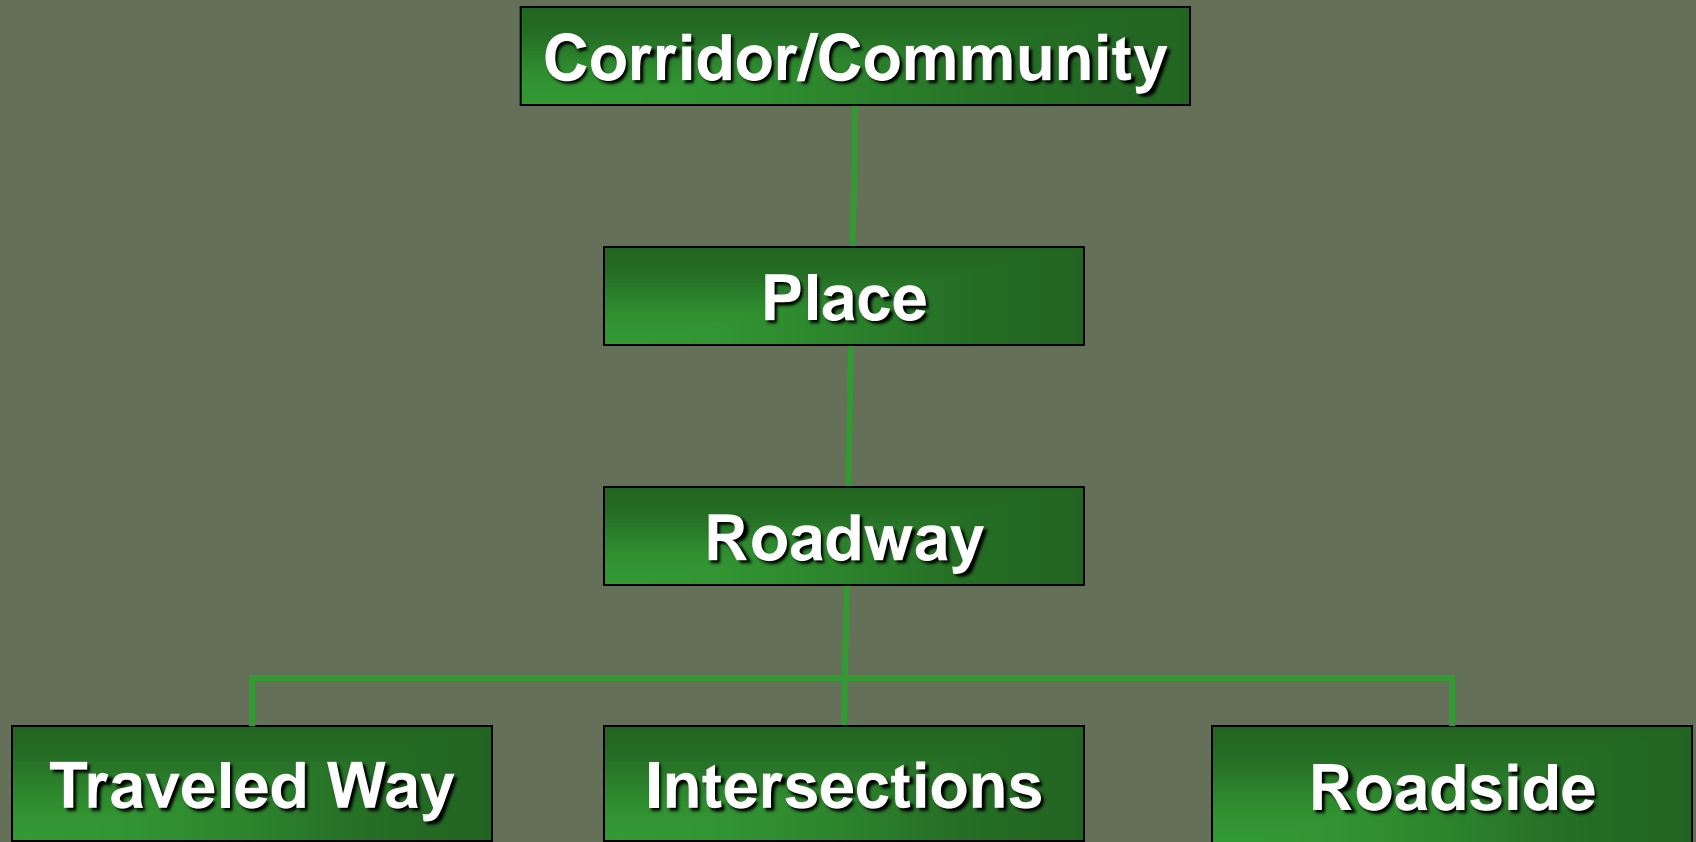 Corridor/Community
Place
Roadway
Traveled Way
Intersections
Roadside